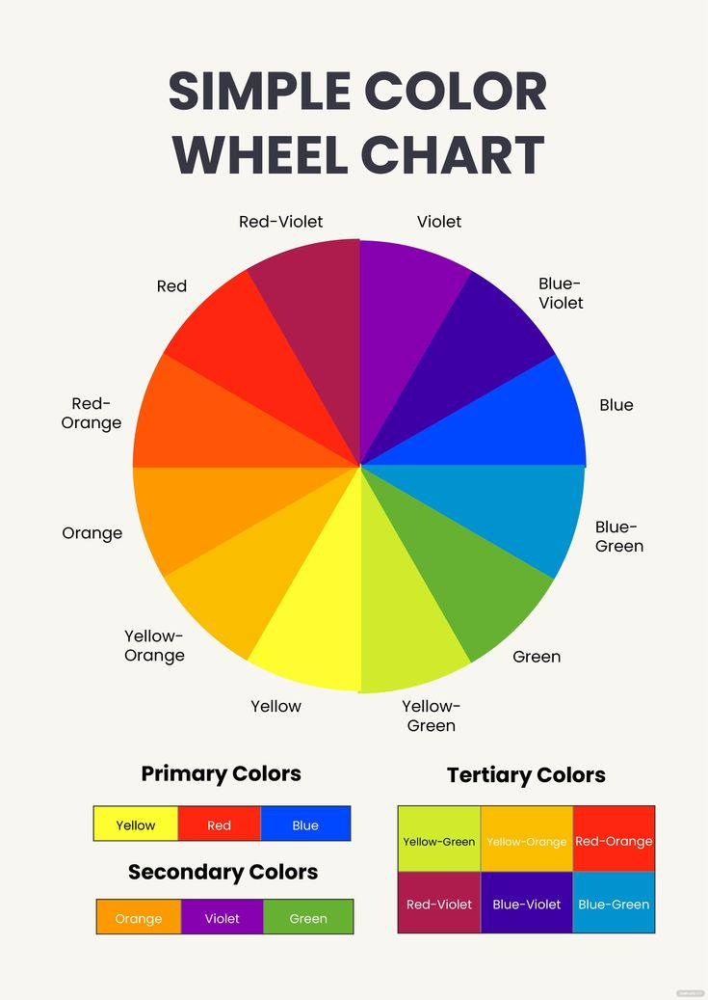 SIMPLE COLOR
WHEEL CHART
Red-Violet
Violet
Red
Blue-
Violet
Red-
Orange
Blue
Orange
Blue-
Green
Yellow-
Orange
Green
Yellow
Yellow-
Green
Primary Colors
Yellow Red Blue
Secondary Colors
Orange Violet Green
Tertiary Colors
Yellow-Green Yellow-Orange Red-Orange
Red-Violet Blue-Violet Blue-Green